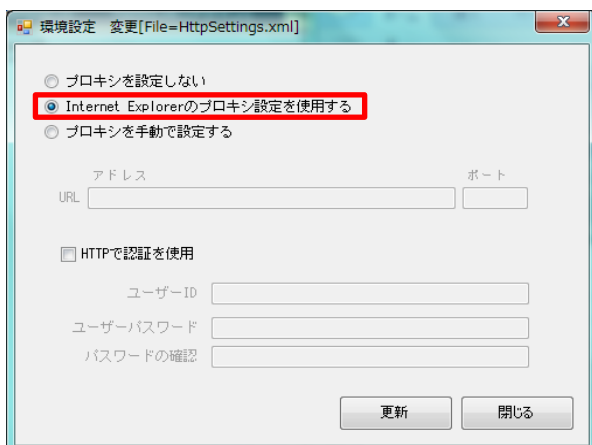 環境設定　変更[File=HttpSettings.xml]
プロキシを設定しない
Internet Explorerのプロキシ設定を使用する
プロキシを手動で設定する
アドレス ポート
URL
HTTPで認証を使用
ユーザーID
ユーザーパスワード
パスワードの確認
更新 閉じる